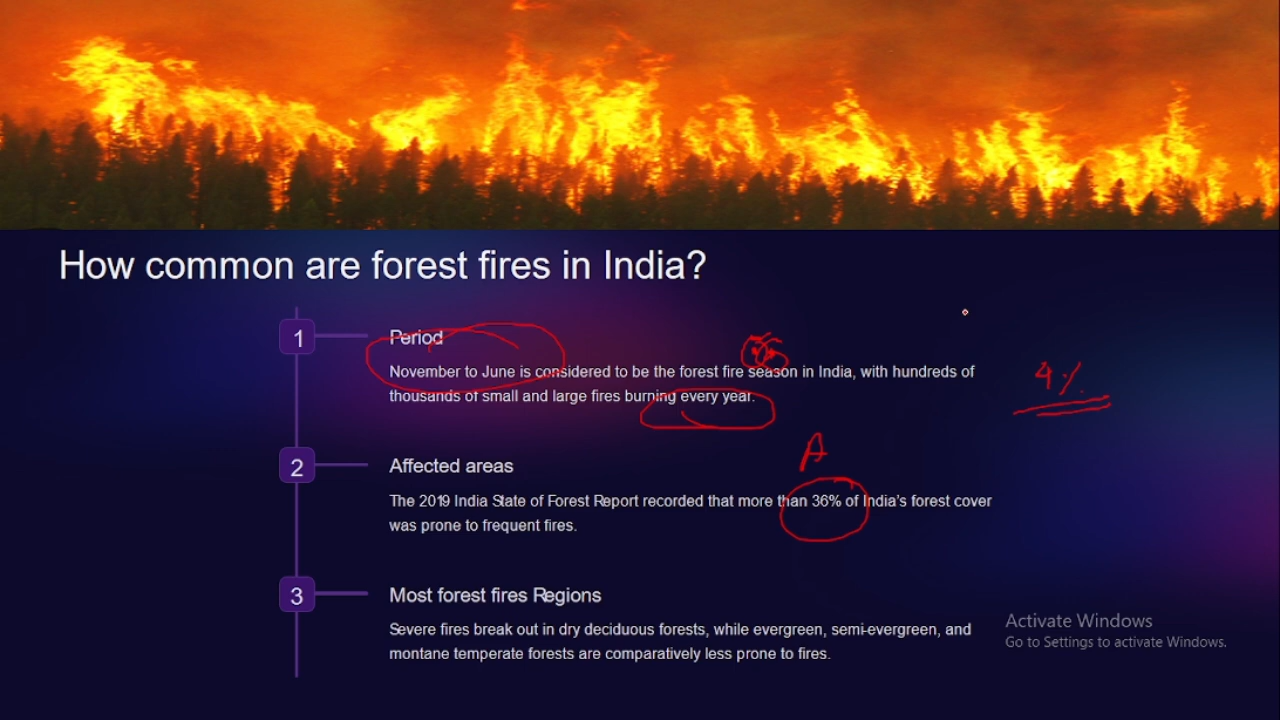 How common are forest fires in India?
1
Period
November to June is considered to be the forest fire season in India, with hundreds of
thousands of small and large fires burning every year.
4%
A
2
Affected areas
The 2019 India State of Forest Report recorded that more than 36% of India's forest cover
was prone to frequent fires.
3
Most forest fires Regions
Severe fires break out in dry deciduous forests, while evergreen, semi-evergreen, and
montane temperate forests are comparatively less prone to fires.
Activate Windows
Go to Settings to activate Windows.